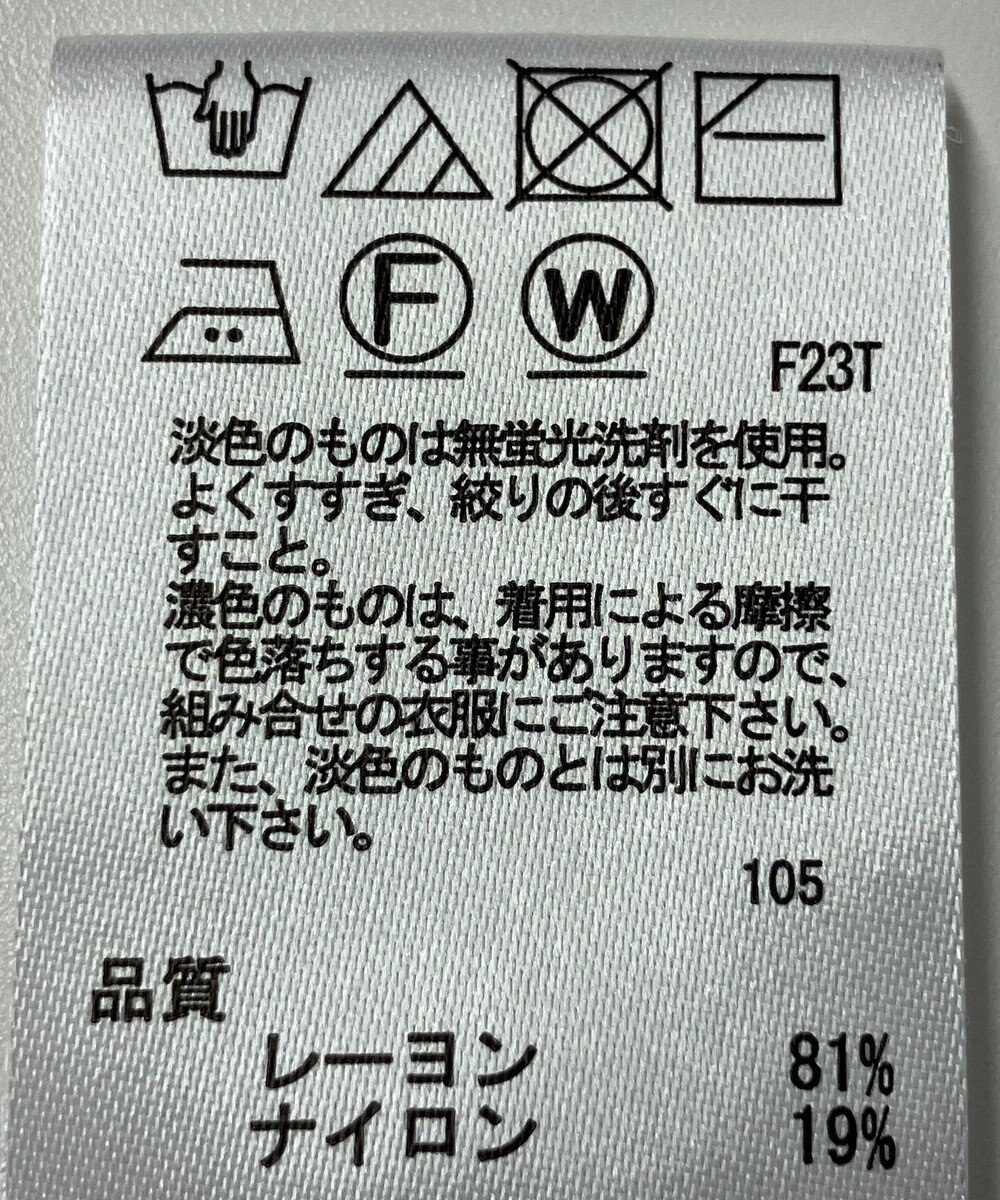 F W
F23T
淡色のものは無蛍光洗剤を使用。
よくすすぎ、絞りの後すぐに干
すこと。
濃色のものは、着用による摩擦
で色落ちする事がありますので、
組み合せの衣服にご注意下さい。
また、淡色のものとは別にお洗
い下さい。
105
品質
レーヨン 81%
ナイロン 19%